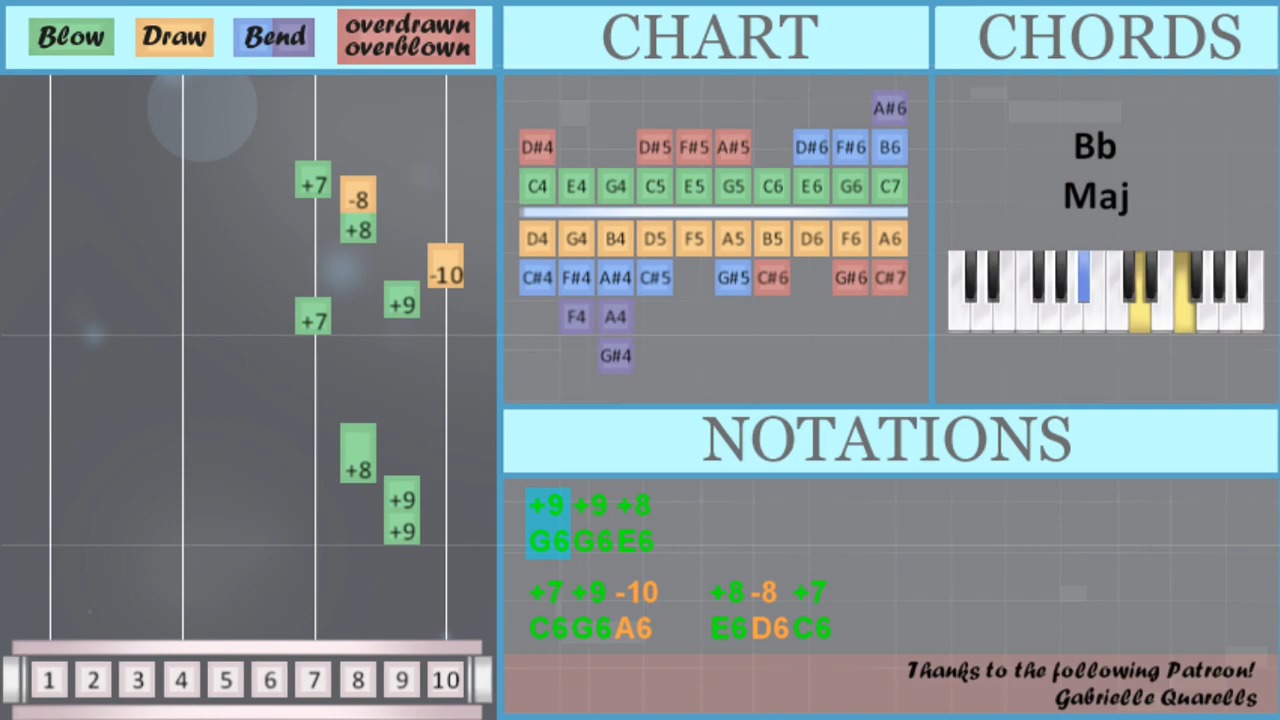 Blow
Draw
Bend
overdrawn
overblown
CHART
CHORDS
+7
-8
+8
-10
+9
+7
+8
+9
+9
1 2 3 4 5 6 7 8 9 10
A#6
D#4 D#5 F#5 A#5 D#6 F#6 B6
C4 E4 G4 C5 E5 G5 C6 E6 G6 C7
D4 G4 B4 D5 F5 A5 B5 D6 F6 A6
C#4 F#4 A#4 C#5 G#5 C#6 G#6 C#7
F4 A4
G#4
Bb
Maj
NOTATIONS
+9 +9 +8
G6 G6 E6
+7 +9 -10 +8 -8 +7
C6 G6 A6 E6 D6 C6
Thanks to the following Patreon!
Gabrielle Quarells